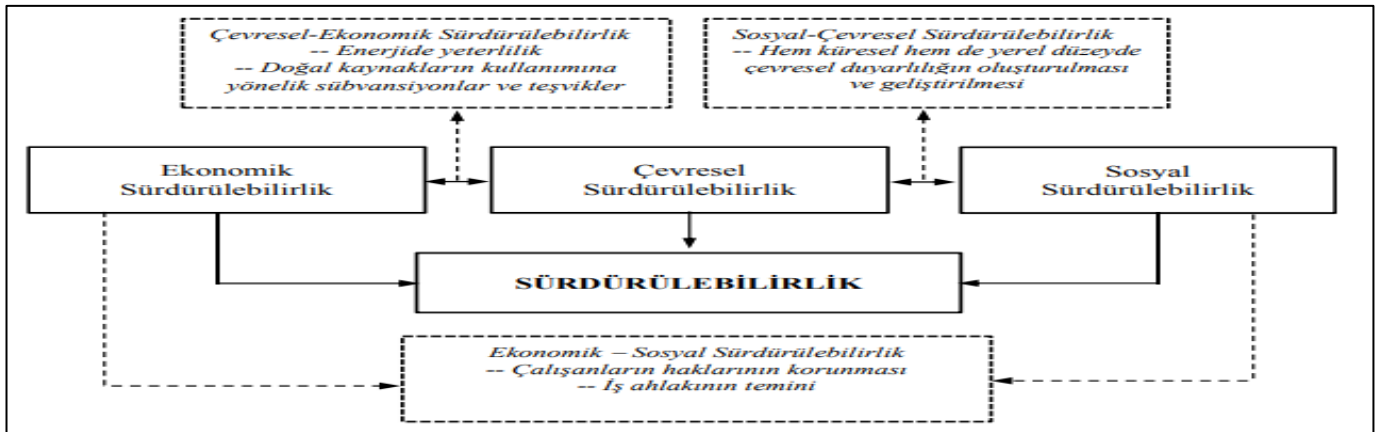 Çevresel-Ekonomik Sürdürülebilirlik
-- Enerjide yeterlilik
-- Doğal kaynakların kullanımına
yönelik sübvansiyonlar ve teşvikler
Sosyal-Çevresel Sürdürülebilirlik
-- Hem küresel hem de yerel düzeyde
çevresel duyarlılığın oluşturulması
ve geliştirilmesi
Ekonomik
Sürdürülebilirlik
Çevresel
Sürdürülebilirlik
Sosyal
Sürdürülebilirlik
SÜRDÜRÜLEBİLİRLİK
Ekonomik – Sosyal Sürdürülebilirlik
-- Çalışanların haklarının korunması
-- İş ahlakının temini